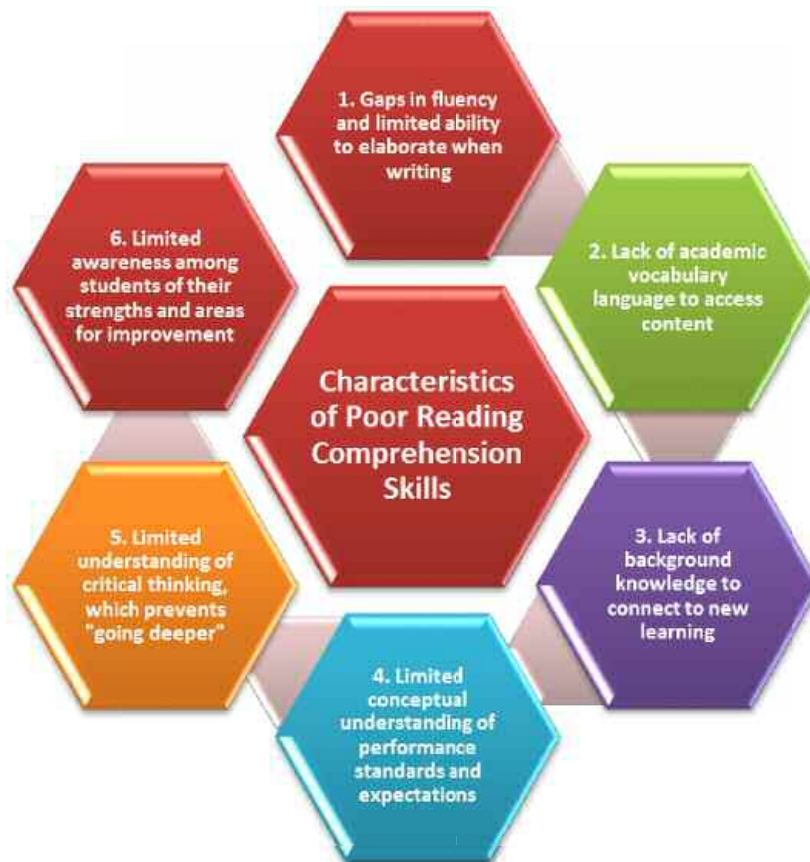 1. Gaps in fluency
and limited ability
to elaborate when
writing
2. Lack of academic
vocabulary
language to access
content
3. Lack of
background
knowledge to
connect to new
learning
4. Limited
conceptual
understanding of
performance
standards and
expectations
5. Limited
understanding of
critical thinking,
which prevents
"going deeper"
6. Limited
awareness among
students of their
strengths and areas
for improvement
Characteristics
of Poor Reading
Comprehension
Skills